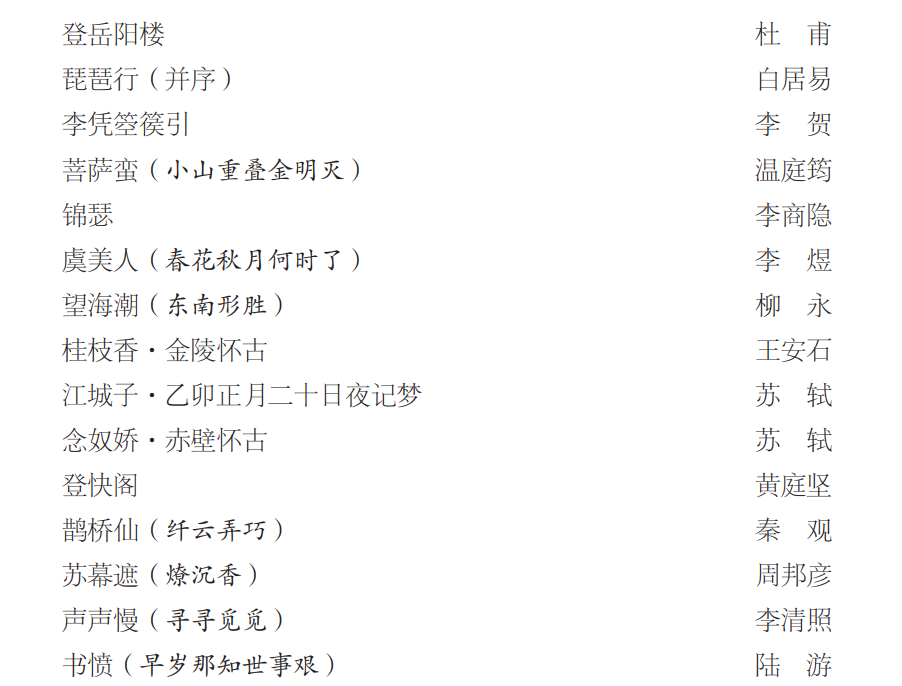 登岳阳楼 杜 甫
琵琶行（并序） 白居易
李凭箜篌引 李 贺
菩萨蛮（小山重叠金明灭） 温庭筠
锦瑟 李商隐
虞美人（春花秋月何时了） 李 煜
望海潮（东南形胜） 柳 永
桂枝香·金陵怀古 王安石
江城子·乙卯正月二十日夜记梦 苏 轼
念奴娇·赤壁怀古 苏 轼
登快阁 黄庭坚
鹊桥仙（纤云弄巧） 秦 观
苏幕遮（燎沉香） 周邦彦
声声慢（寻寻觅觅） 李清照
书愤（早岁那知世事艰） 陆 游